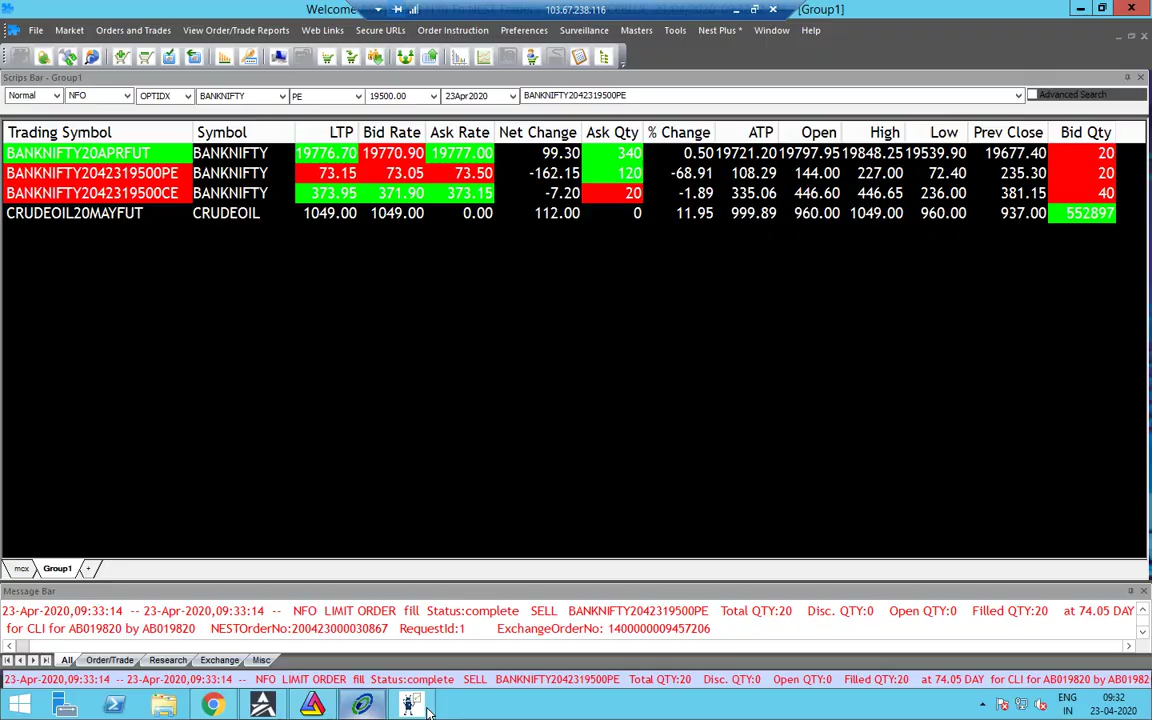 Welcome
103.67.238.116
[Group1]
File Market Orders and Trades View Order/Trade Reports Web Links Secure URLs Order Instruction Preferences Surveillance Masters Tools Nest Plus * Window Help
Scrips Bar - Group1
Normal NFO OPTIDX BANKNIFTY PE 19500.00 23Apr2020 BANKNIFTY2042319500PE Advanced Search
Trading Symbol Symbol LTP Bid Rate Ask Rate Net Change Ask Qty % Change ATP Open High Low Prev Close Bid Qty
BANKNIFTY20APRFUT BANKNIFTY 19776.70 19770.90 19777.00 99.30 340 0.50 19721.20 19797.95 19848.25 19539.90 19677.40 20
BANKNIFTY2042319500PE BANKNIFTY 73.15 73.05 73.50 -162.15 120 -68.91 108.29 144.00 227.00 72.40 235.30 20
BANKNIFTY2042319500CE BANKNIFTY 373.95 371.90 373.15 -7.20 20 -1.89 335.06 446.60 446.65 236.00 381.15 40
CRUDEOIL20MAYFUT CRUDEOIL 1049.00 1049.00 0.00 112.00 0 11.95 999.89 960.00 1049.00 960.00 937.00 552897
mcx Group1 +
Message Bar
23-Apr-2020,09:33:14 -- 23-Apr-2020,09:33:14 -- NFO LIMIT ORDER fill Status:complete SELL BANKNIFTY2042319500PE Total QTY:20 Disc. QTY:0 Open QTY:0 Filled QTY:20 at 74.05 DAY
for CLI for AB019820 by AB019820 NESTOrderNo:200423000030867 RequestId:1 ExchangeOrderNo: 1400000009457206
All Order/Trade Research Exchange Misc
23-Apr-2020,09:33:14 -- 23-Apr-2020,09:33:14 -- NFO LIMIT ORDER fill Status:complete SELL BANKNIFTY2042319500PE Total QTY:20 Disc. QTY:0 Open QTY:0 Filled QTY:20 at 74.05 DAY for CLI for AB019820 by AB01982
ENG 09:32
IN 23-04-2020